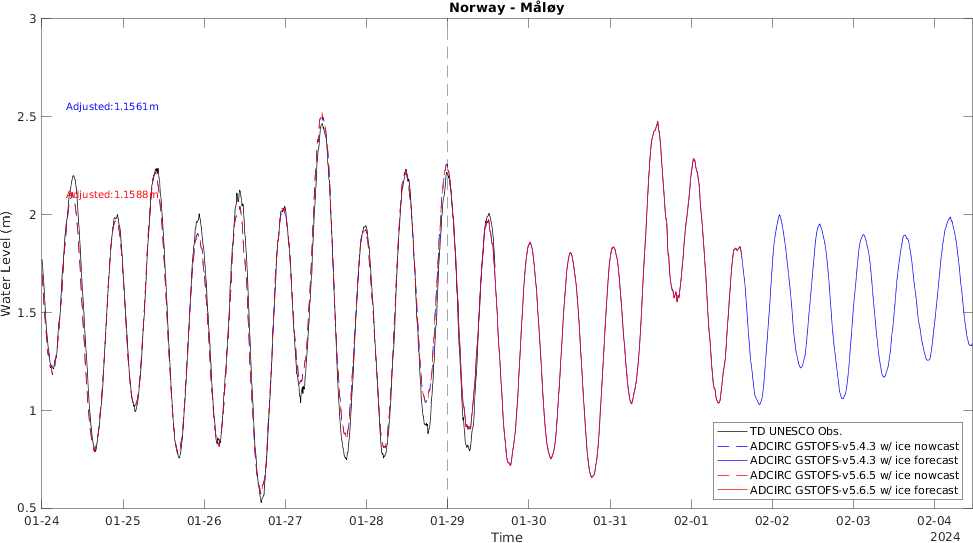 Norway - Måløy
3
2.5
2
1.5
1
0.5
Water Level (m)
Adjusted:1.1561m
Adjusted:1.1588m
TD UNESCO Obs.
ADCIRC GSTOFS-v5.4.3 w/ ice nowcast
ADCIRC GSTOFS-v5.4.3 w/ ice forecast
ADCIRC GSTOFS-v5.6.5 w/ ice nowcast
ADCIRC GSTOFS-v5.6.5 w/ ice forecast
01-24 01-25 01-26 01-27 01-28 01-29 01-30 01-31 02-01 02-02 02-03 02-04
Time
2024